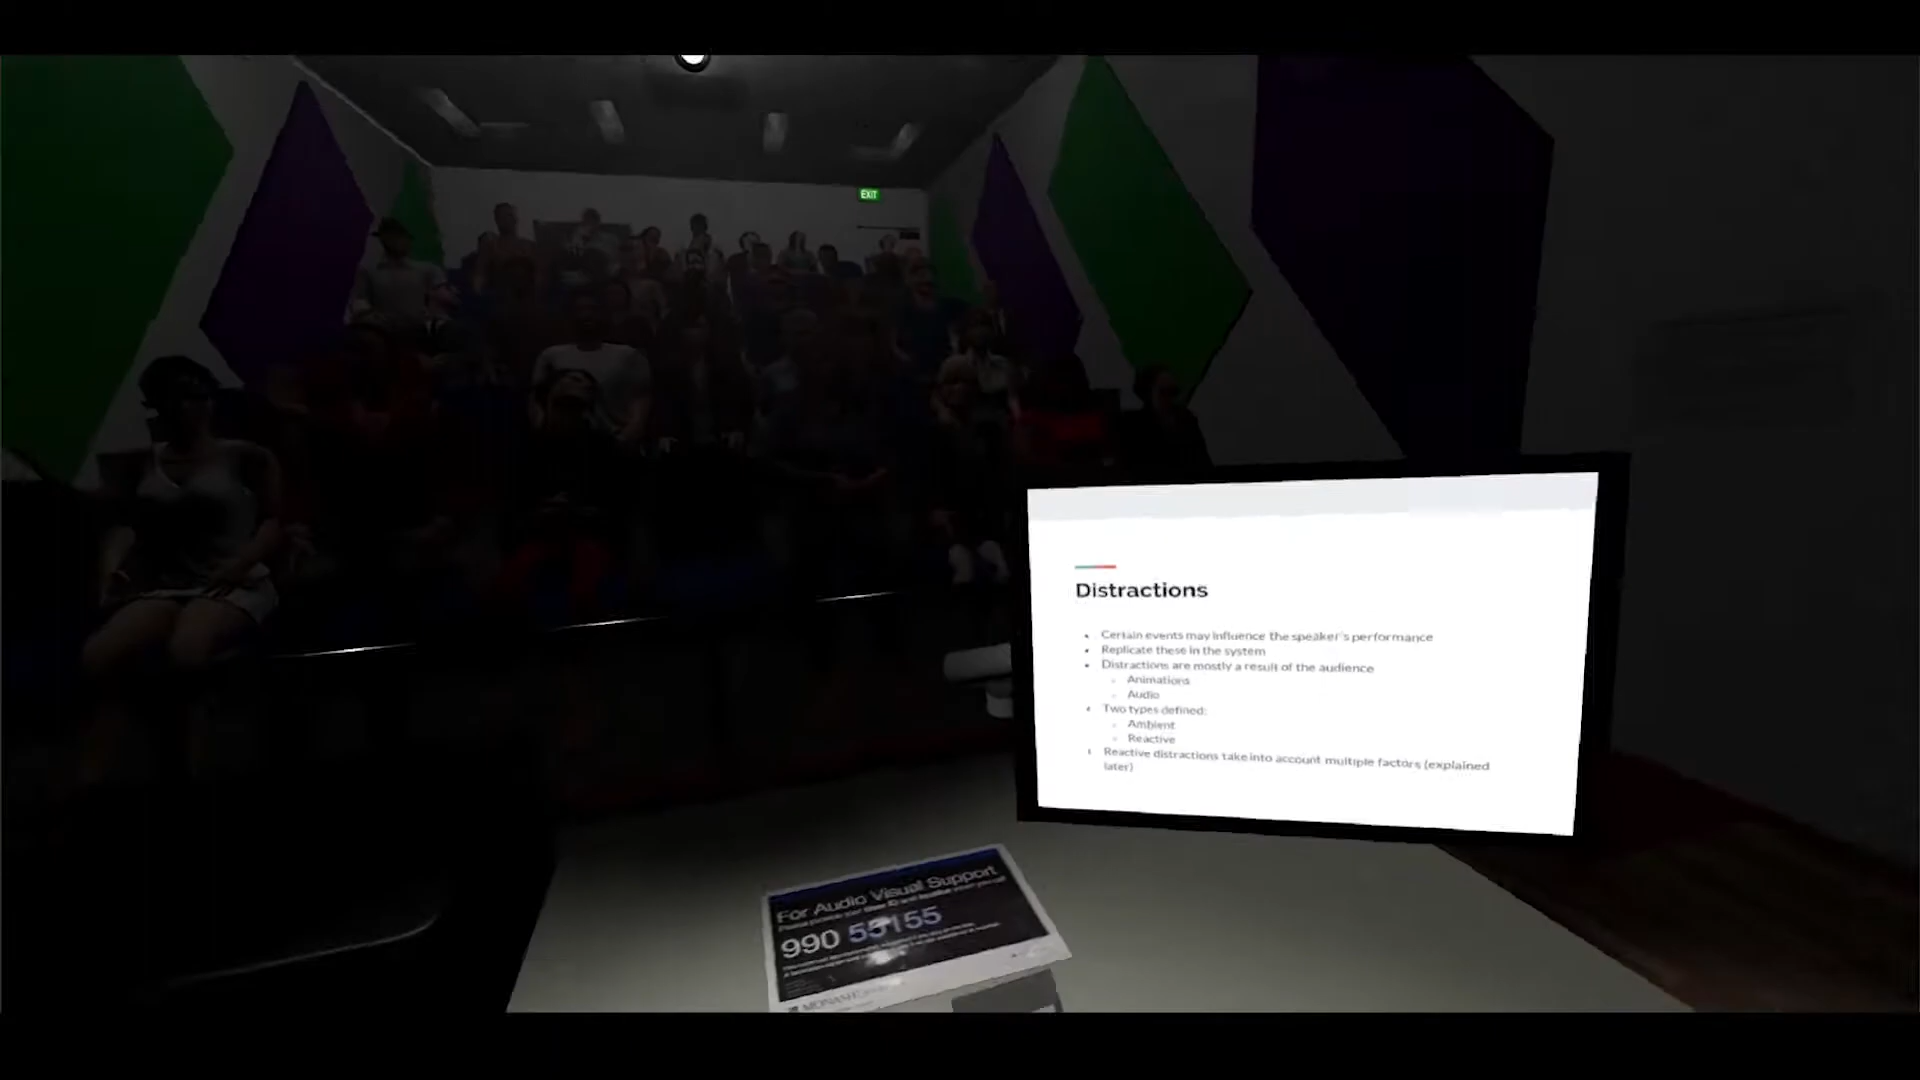 EXIT
Distractions
Certain events may influence the speaker's performance
Replicate these in the system
Distractions are mostly a result of the audience
Animations
Audio
Two types defined:
Ambient
Reactive
Reactive distractions take into account multiple factors (explained
later)
For Audio Visual Support
990 55155
MONASH